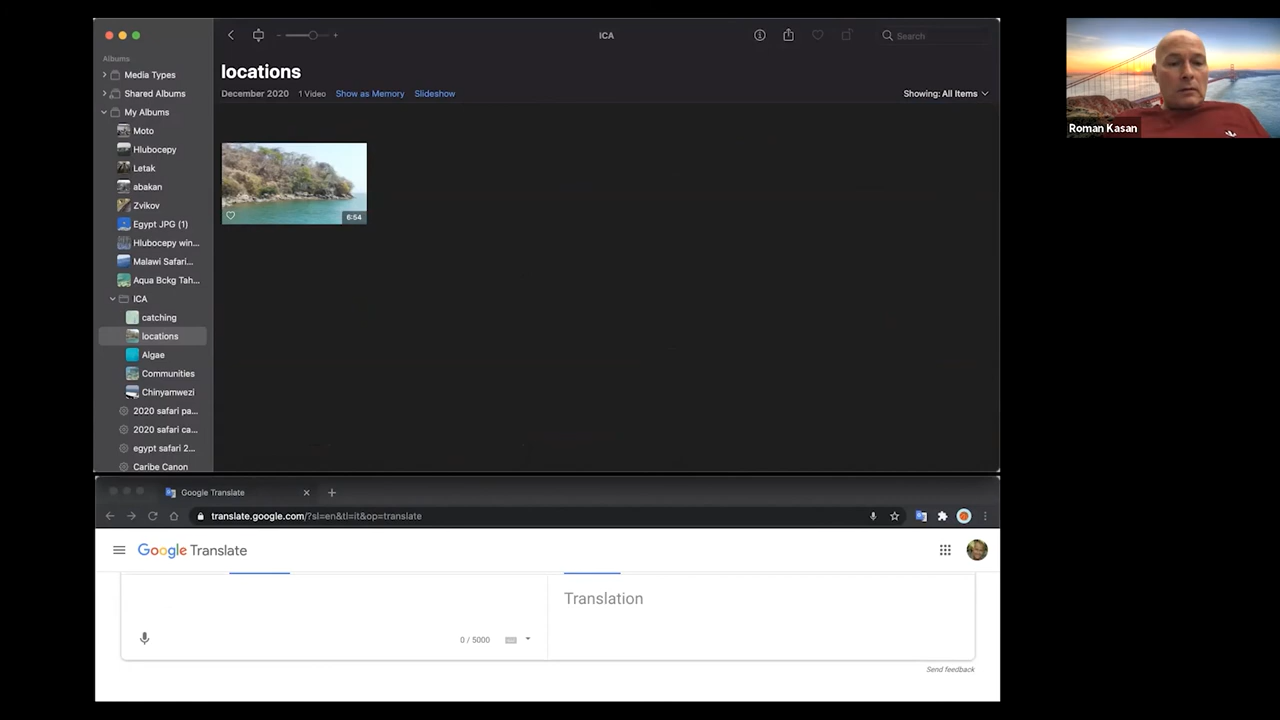 ICA
Search
Albums
Media Types
Shared Albums
My Albums
Moto
Hlubocepy
Letak
abakan
Zvikov
Egypt JPG (1)
Hlubocepy win...
Malawi Safari...
Aqua Bckg Tah...
ICA
catching
locations
Algae
Communities
Chinyamwezi
2020 safari pa...
2020 safari ca...
egypt safari 2...
Caribe Canon
locations
December 2020 1 Video Show as Memory Slideshow
Showing: All Items
6:54
Roman Kasan
Google Translate
translate.google.com/?sl=en&tl=it&op=translate
Google Translate
Translation
0 / 5000
Send feedback